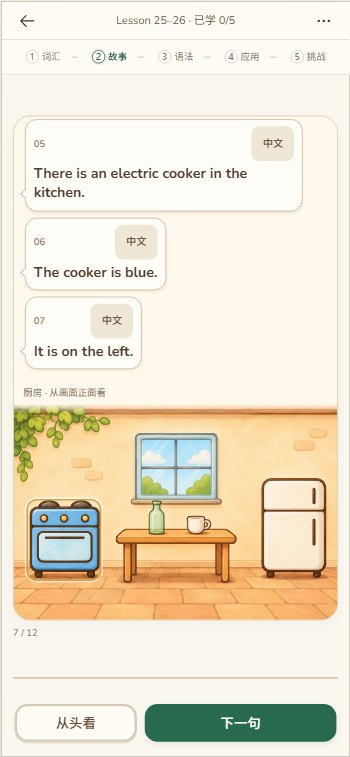 Lesson 25–26 · 已学 0/5
1 词汇 – 2 故事 – 3 语法 – 4 应用 – 5 挑战
05 中文
There is an electric cooker in the
kitchen.
06 中文
The cooker is blue.
07 中文
It is on the left.
厨房 · 从画面正面看
7 / 12
从头看 下一句